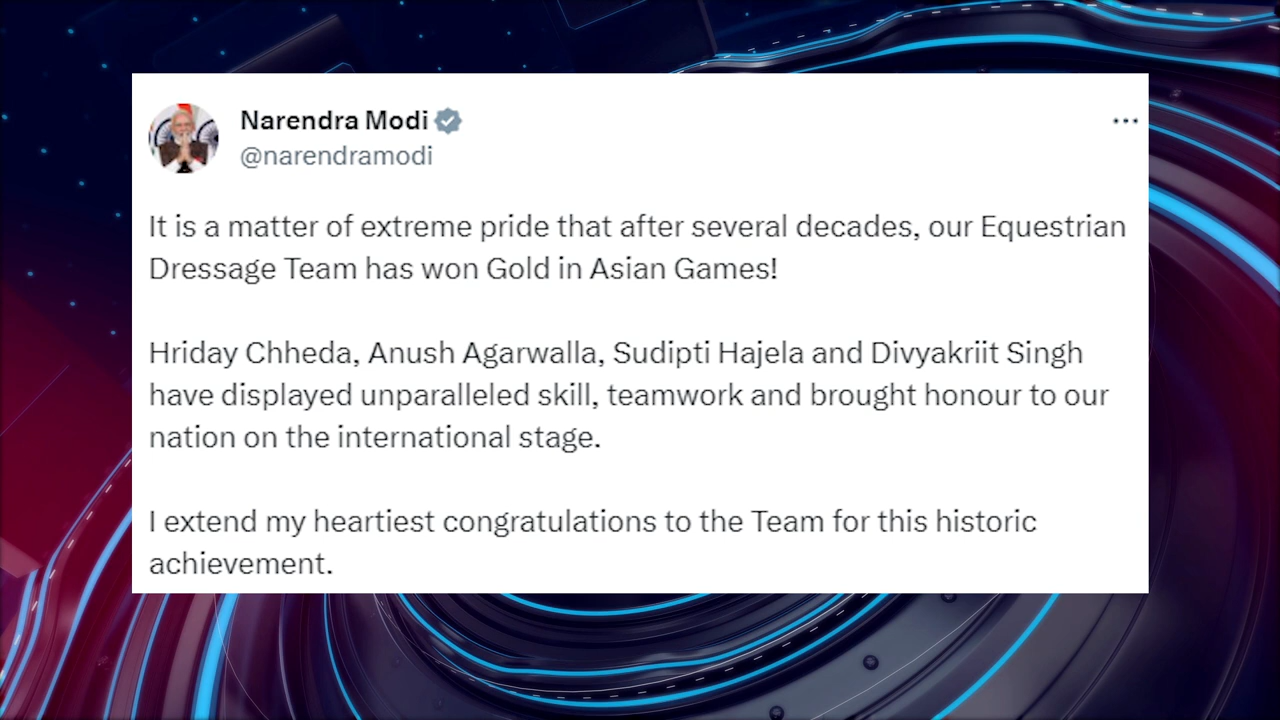 Narendra Modi
@narendramodi
It is a matter of extreme pride that after several decades, our Equestrian
Dressage Team has won Gold in Asian Games!
Hriday Chheda, Anush Agarwalla, Sudipti Hajela and Divyakriit Singh
have displayed unparalleled skill, teamwork and brought honour to our
nation on the international stage.
I extend my heartiest congratulations to the Team for this historic
achievement.